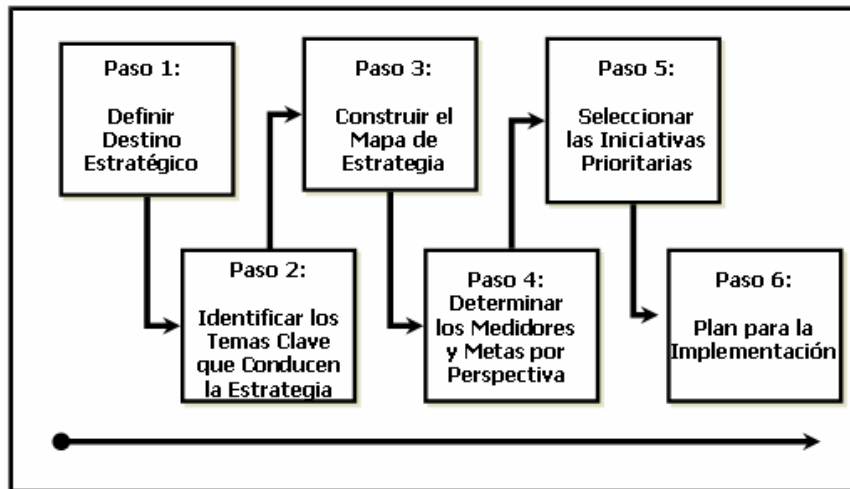 Paso 1:
Definir
Destino
Estratégico
Paso 2:
Identificar los
Temas Clave
que Conducen
la Estrategia
Paso 3:
Construir el
Mapa de
Estrategia
Paso 4:
Determinar
los Medidores
y Metas por
Perspectiva
Paso 5:
Seleccionar
las Iniciativas
Prioritarias
Paso 6:
Plan para la
Implementación